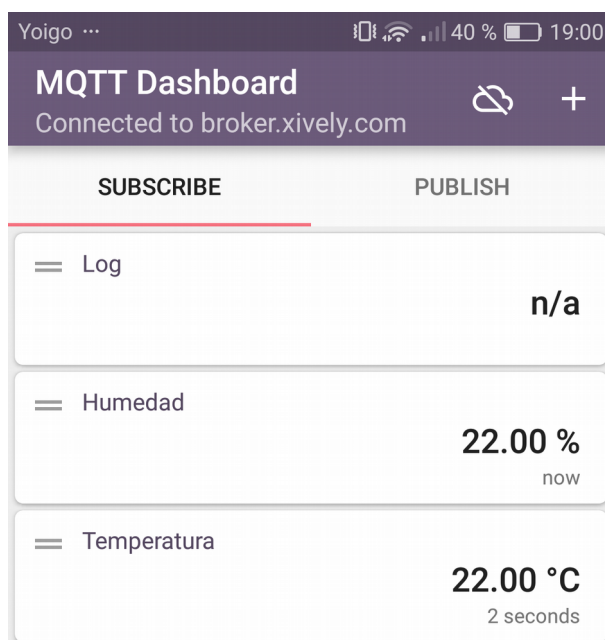 Yoigo ··· 40 % 19:00
MQTT Dashboard
Connected to broker.xively.com
SUBSCRIBE PUBLISH
Log
n/a
Humedad
22.00 %
now
Temperatura
22.00 °C
2 seconds